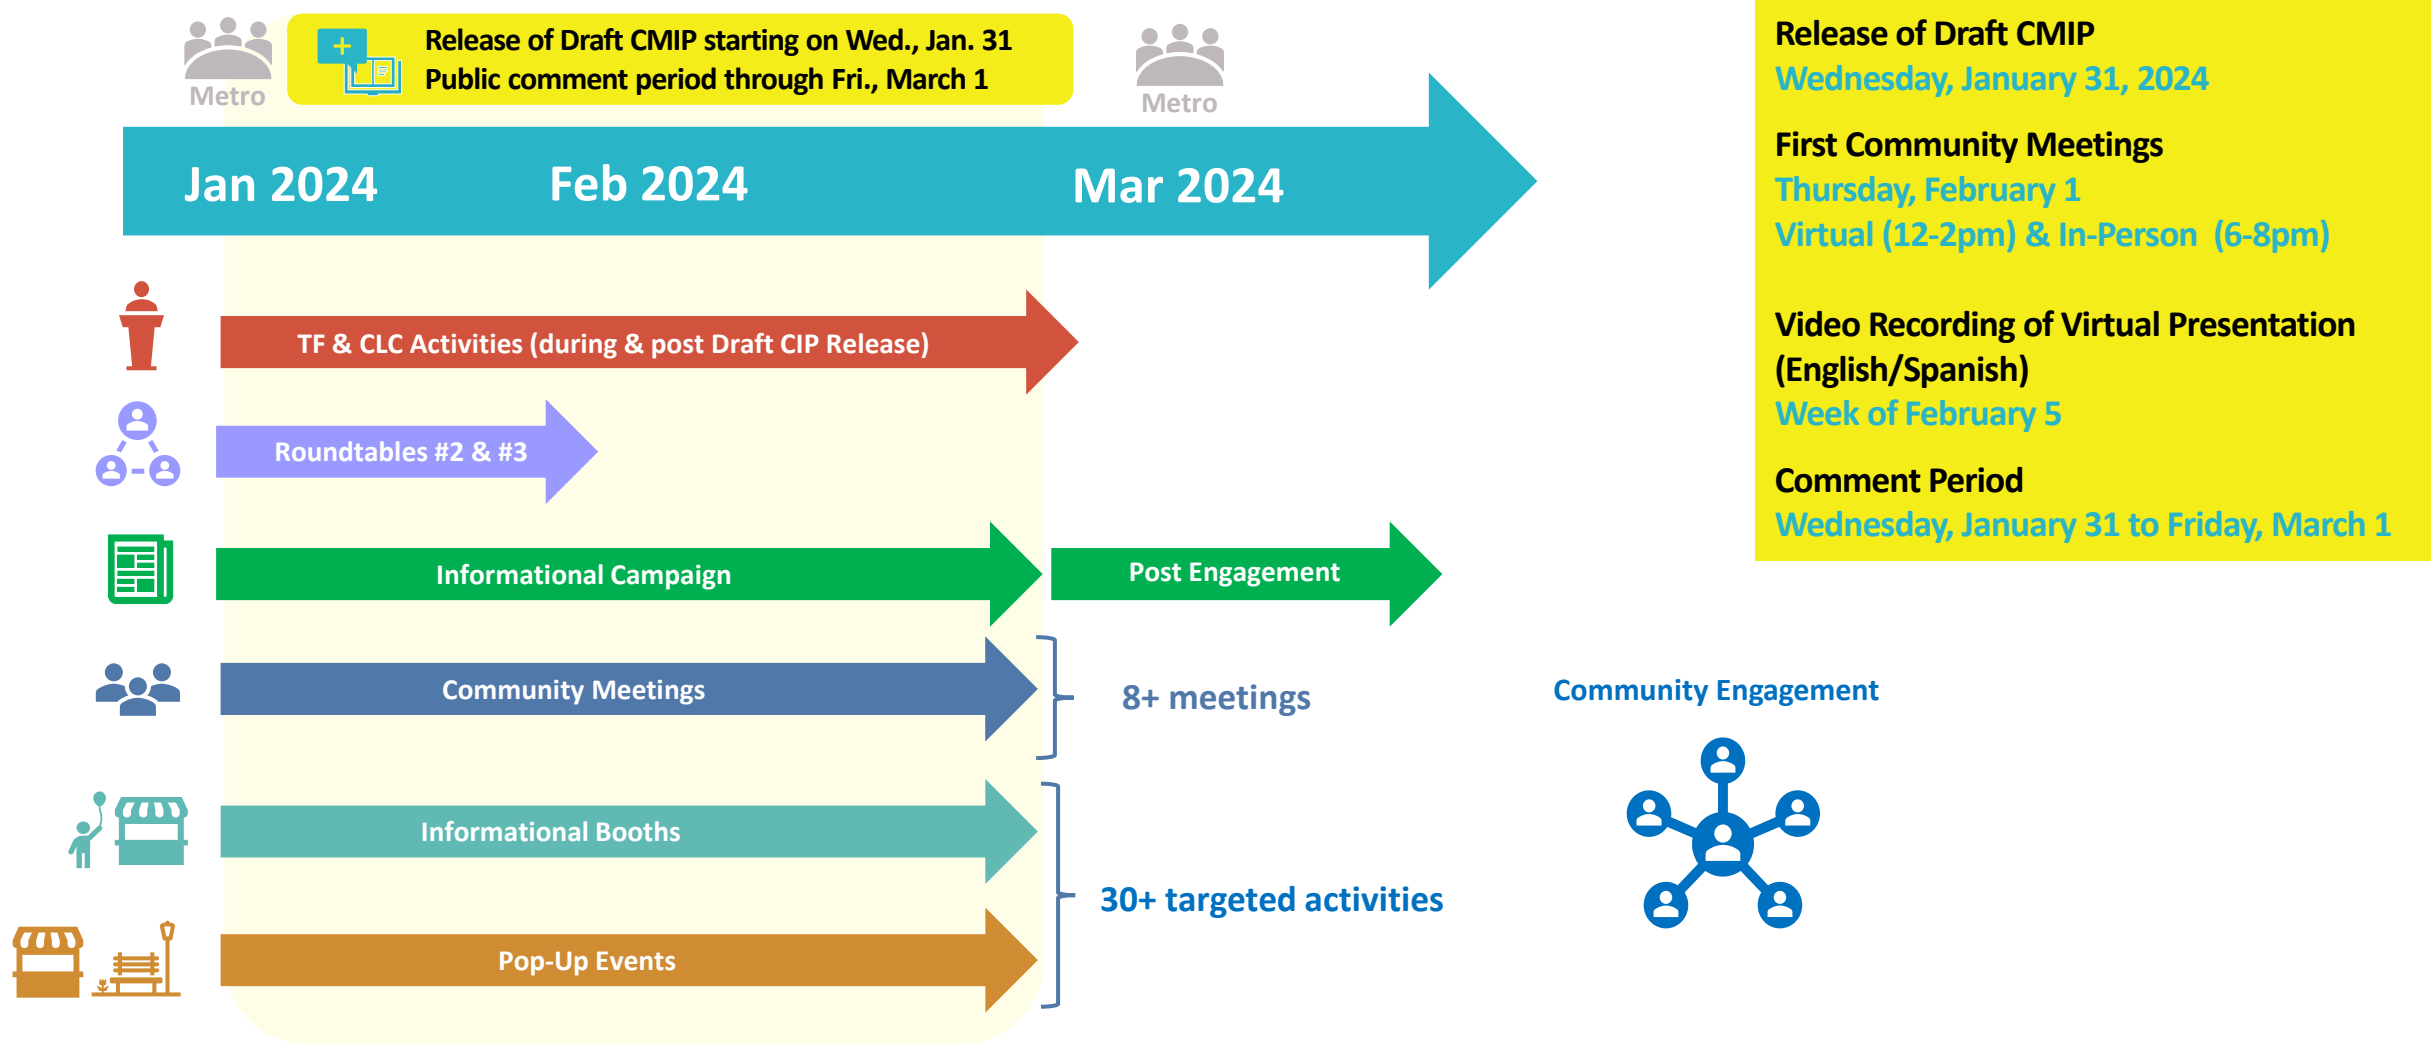 Metro
Release of Draft CMIP starting on Wed., Jan. 31
Public comment period through Fri., March 1
Metro
Jan 2024
Feb 2024
Mar 2024
TF & CLC Activities (during & post Draft CIP Release)
Roundtables #2 & #3
Informational Campaign
Post Engagement
Community Meetings
8+ meetings
Informational Booths
30+ targeted activities
Pop-Up Events
Release of Draft CMIP
Wednesday, January 31, 2024
First Community Meetings
Thursday, February 1
Virtual (12-2pm) & In-Person (6-8pm)
Video Recording of Virtual Presentation
(English/Spanish)
Week of February 5
Comment Period
Wednesday, January 31 to Friday, March 1
Community Engagement